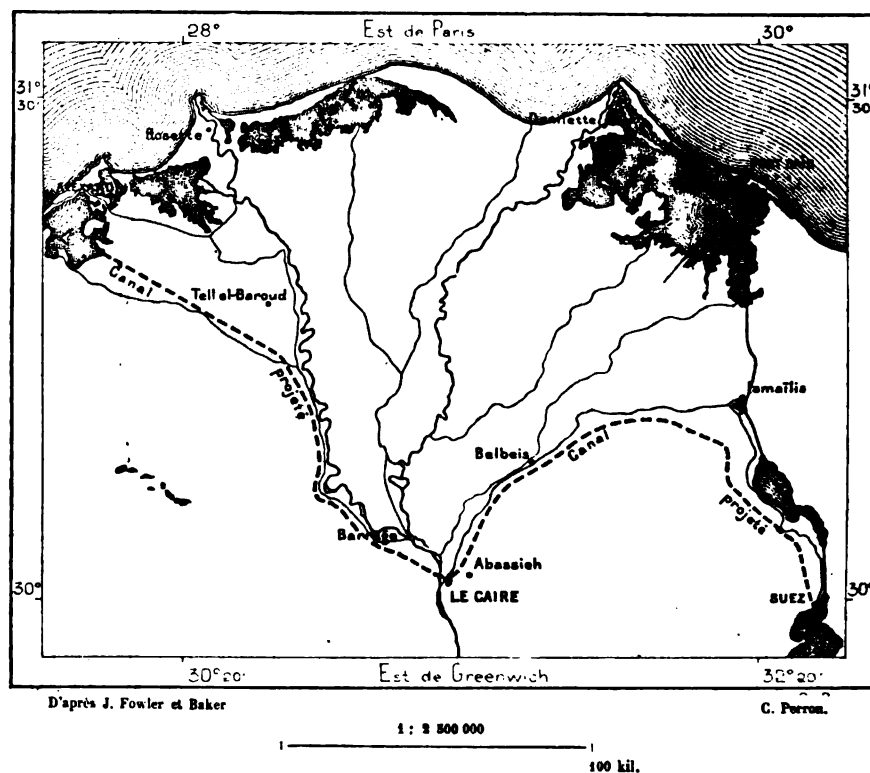 28° Est de Paris 30°
31° 30' 31° 30'
Rosette
Damiette
Canal
Tell el-Baroud
projeté
Ismaïlia
Belbeis
Canal
projeté
Abassieh
LE CAIRE
SUEZ
30° 30°
30°20' Est de Greenwich 32°20'
D'après J. Fowler et Baker C. Perron.
1 : 2 500 000
100 kil.